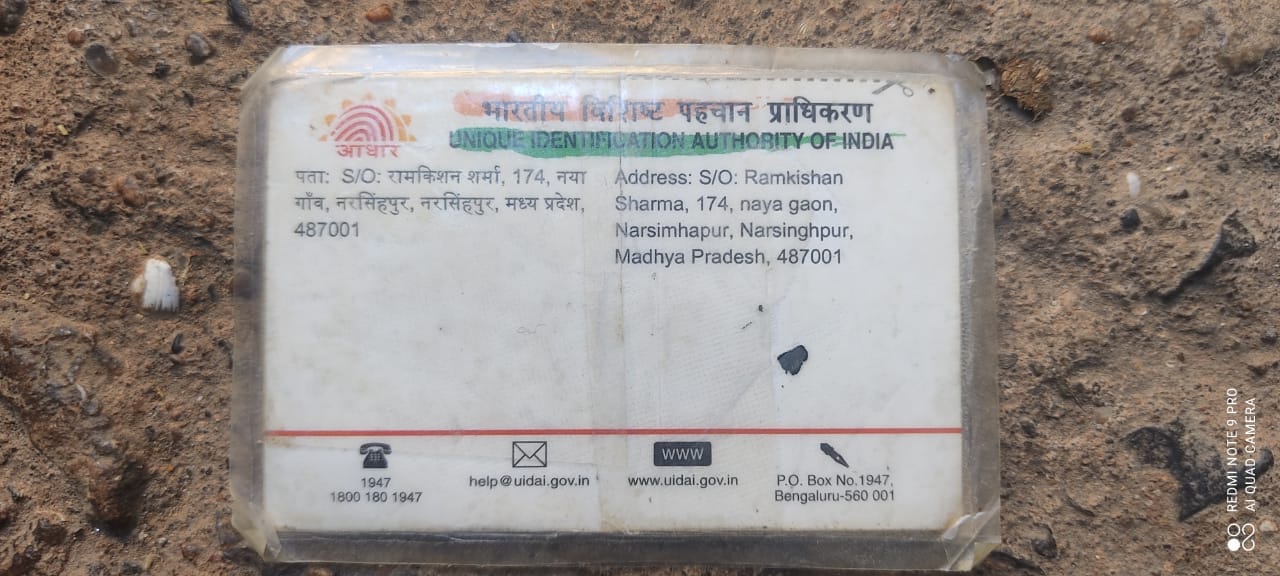 भारतीय विशिष्ट पहचान प्राधिकरण
UNIQUE IDENTIFICATION AUTHORITY OF INDIA
आधार
पता: S/O: रामकिशन शर्मा, 174, नया
गाँव, नरसिंहपुर, नरसिंहपुर, मध्य प्रदेश,
487001
Address: S/O: Ramkishan
Sharma, 174, naya gaon,
Narsimhapur, Narsinghpur,
Madhya Pradesh, 487001
1947
1800 180 1947
help@uidai.gov.in
WWW
www.uidai.gov.in
P.O. Box No.1947,
Bengaluru-560 001
REDMI NOTE 9 PRO
AI QUAD CAMERA